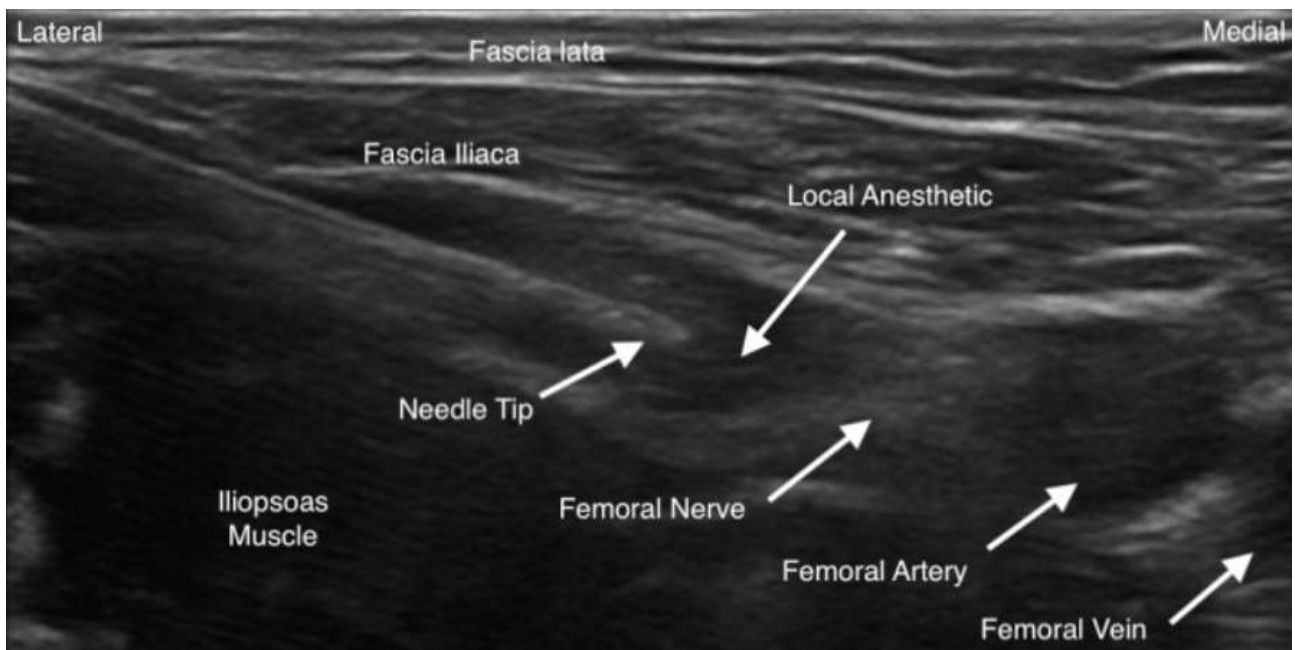 Lateral
Medial
Fascia lata
Fascia Iliaca
Local Anesthetic
Needle Tip
Iliopsoas
Muscle
Femoral Nerve
Femoral Artery
Femoral Vein